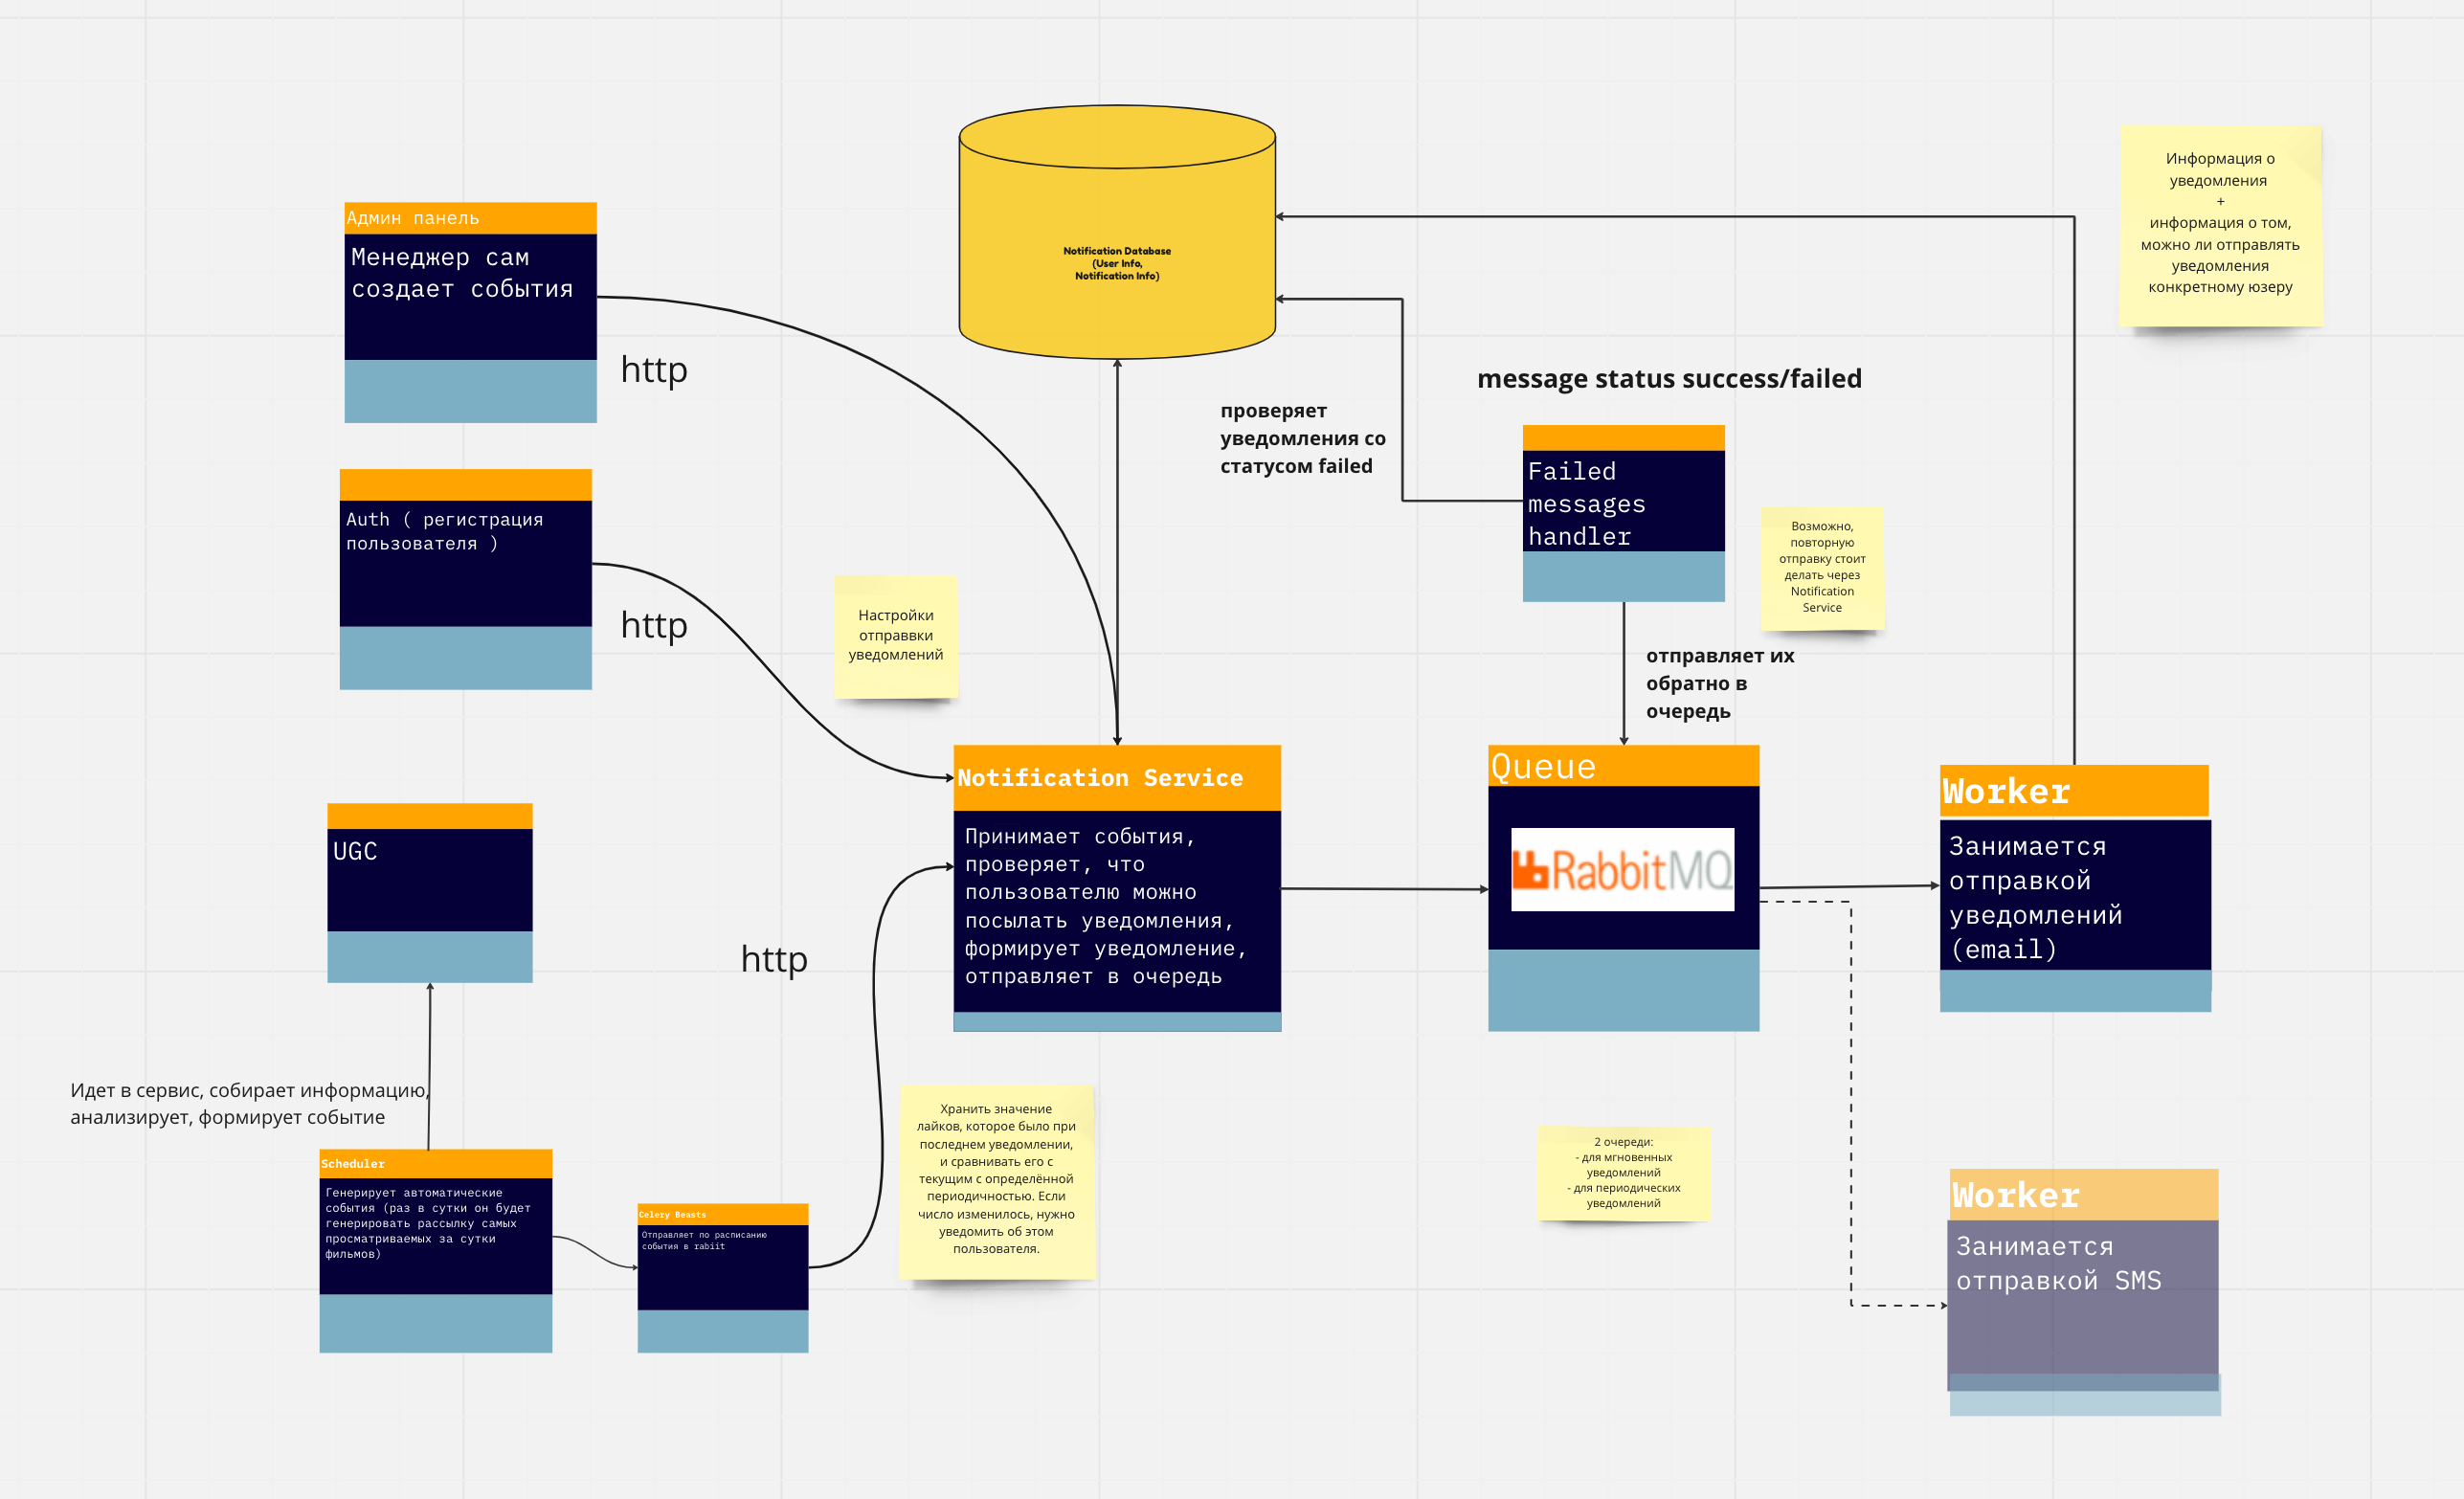 Админ панель
Менеджер сам
создает события
http
Auth ( регистрация
пользователя )
http
UGC
Идет в сервис, собирает информацию,
анализирует, формирует событие
Scheduler
Генерирует автоматические
события (раз в сутки он будет
генерировать рассылку самых
просматриваемых за сутки
фильмов)
Celery Beasts
Отправляет по расписанию
события в rabiit
http
Notification Database
(User Info,
Notification Info)
Настройки
отправвки
уведомлений
Notification Service
Принимает события,
проверяет, что
пользователю можно
посылать уведомления,
формирует уведомление,
отправляет в очередь
Хранить значение
лайков, которое было при
последнем уведомлении,
и сравнивать его с
текущим с определённой
периодичностью. Если
число изменилось, нужно
уведомить об этом
пользователя.
проверяет
уведомления со
статусом failed
message status success/failed
Failed
messages
handler
Возможно,
повторную
отправку стоит
делать через
Notification
Service
отправляет их
обратно в
очередь
Queue
RabbitMQ
2 очереди:
- для мгновенных
уведомлений
- для периодических
уведомлений
Информация о
уведомления
+
информация о том,
можно ли отправлять
уведомления
конкретному юзеру
Worker
Занимается
отправкой
уведомлений
(email)
Worker
Занимается
отправкой SMS